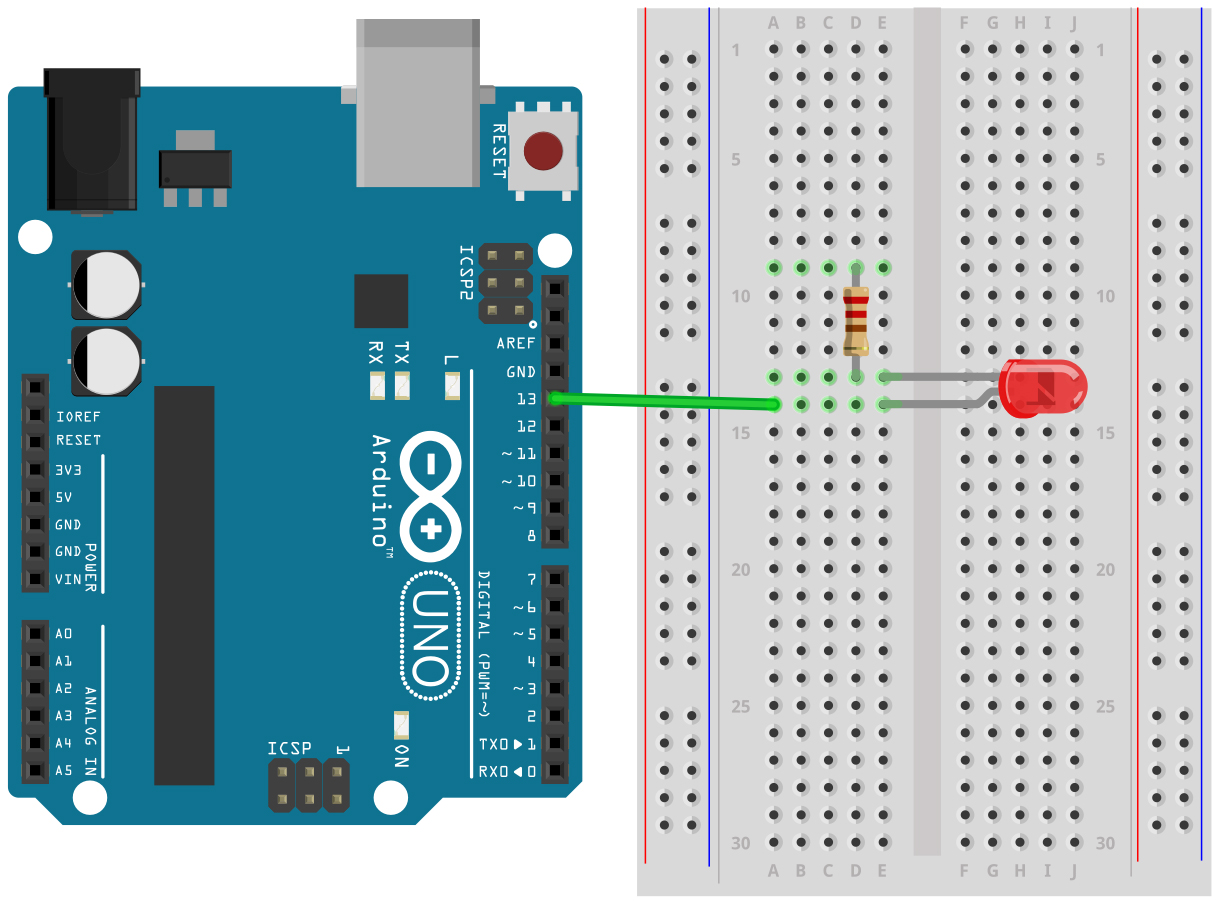 RESET
ICSP2
AREF
GND
RX
TX
L
13
12
~11
~10
~9
8
IOREF
RESET
3V3
5V
GND
GND
VIN
POWER
Arduino™
UNO
DIGITAL (PWM=~)
7
~6
~5
4
~3
2
TX0▶1
RX0◀0
A0
A1
A2
A3
A4
A5
ANALOG IN
ICSP
1
ON
A B C D E F G H I J
1 1
5 5
10 10
15 15
20 20
25 25
30 30
A B C D E F G H I J